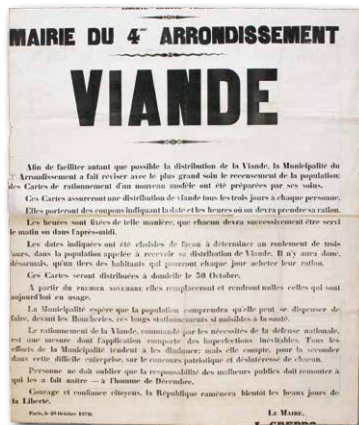 MAIRIE DU 4me ARRONDISSEMENT
VIANDE
Afin de faciliter autant que possible la distribution de la Viande, la Municipalité du
Arrondissement a fait réviser avec le plus grand soin le recensement de la population;
des Cartes de rationnement d'un nouveau modèle ont été préparées par ses soins.
Ces Cartes assureront une distribution de viande tous les trois jours à chaque personne.
Elles porteront des coupons indiquant la date et les heures où on devra prendre sa ration.
Les heures sont fixées de telle manière, que chacun devra successivement être servi
le matin ou dans l'après-midi.
Les dates indiquées ont été choisies de façon à déterminer un roulement de trois
jours, dans la population appelée à recevoir sa distribution de Viande. Il n'y aura donc,
désormais, qu'un tiers des habitants qui pourront chaque jour acheter leur ration.
Ces Cartes seront distribuées à domicile le 30 Octobre.
A partir du PREMIER NOVEMBRE elles remplaceront et rendront nulles celles qui sont
aujourd'hui en usage.
La Municipalité espère que la population comprendra qu'elle peut se dispenser de
faire, devant les Boucheries, ces longs stationnements si nuisibles à la santé.
Le rationnement de la Viande, commandé par les nécessités de la défense nationale,
est une mesure dont l'application comporte des imperfections inévitables. Tous les
efforts de la Municipalité tendent à les diminuer; mais elle compte, pour la seconder
dans cette difficile entreprise, sur le concours patriotique et désintéressé de chacun.
Personne ne doit oublier que la responsabilité des malheurs publics doit remonter à
qui les a fait naître — à l'homme de Décembre.
Courage et confiance citoyens, la République ramènera bientôt les beaux jours de
la Liberté.
Paris, le 28 Octobre 1870.
LE MAIRE,